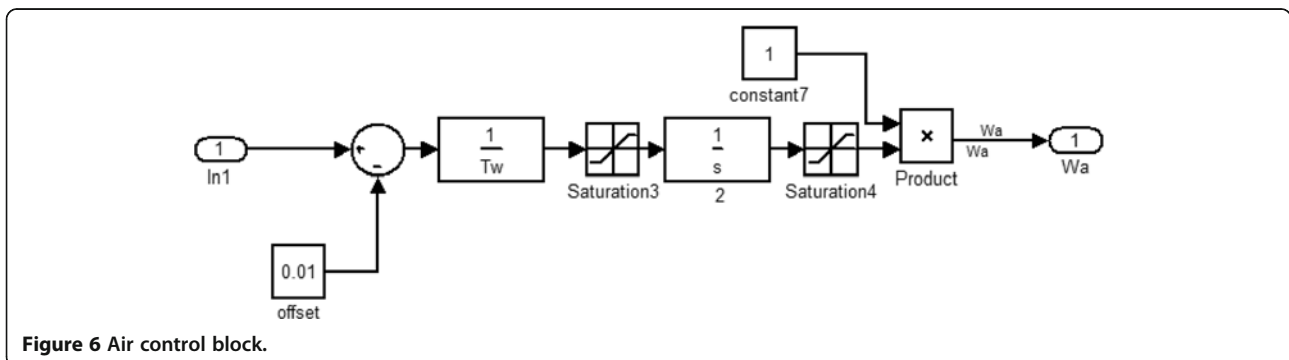 1
constant7
1
In1
1
Tw
Saturation3
1
s
2
Saturation4
×
Product
Wa
Wa
1
Wa
0.01
offset
Figure 6 Air control block.